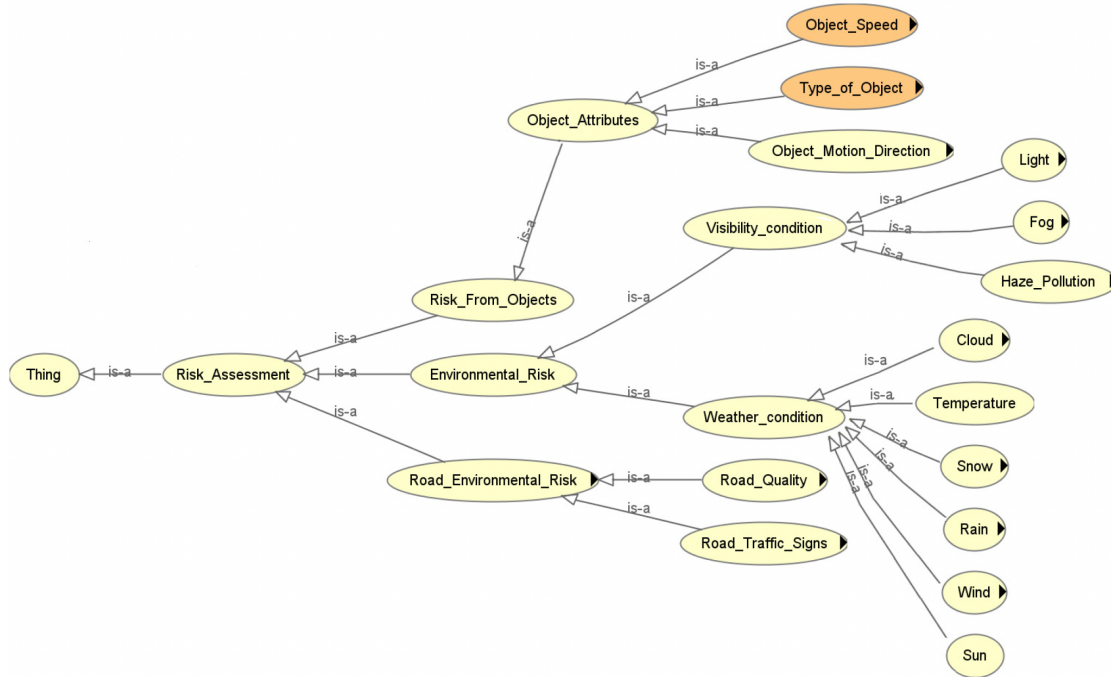 Object_Speed
is-a
Type_of_Object
is-a
Object_Attributes
is-a
Object_Motion_Direction
Light
is-a
Fog
Visibility_condition
is-a
is-a
is-a
Haze_Pollution
Risk_From_Objects
is-a
is-a
Cloud
is-a
Thing
is-a
Risk_Assessment
is-a
Environmental_Risk
is-a
is-a
Temperature
Weather_condition
is-a
is-a
Snow
Road_Environmental_Risk
is-a
Road_Quality
is-a
is-a
is-a
is-a
Rain
Road_Traffic_Signs
Wind
Sun